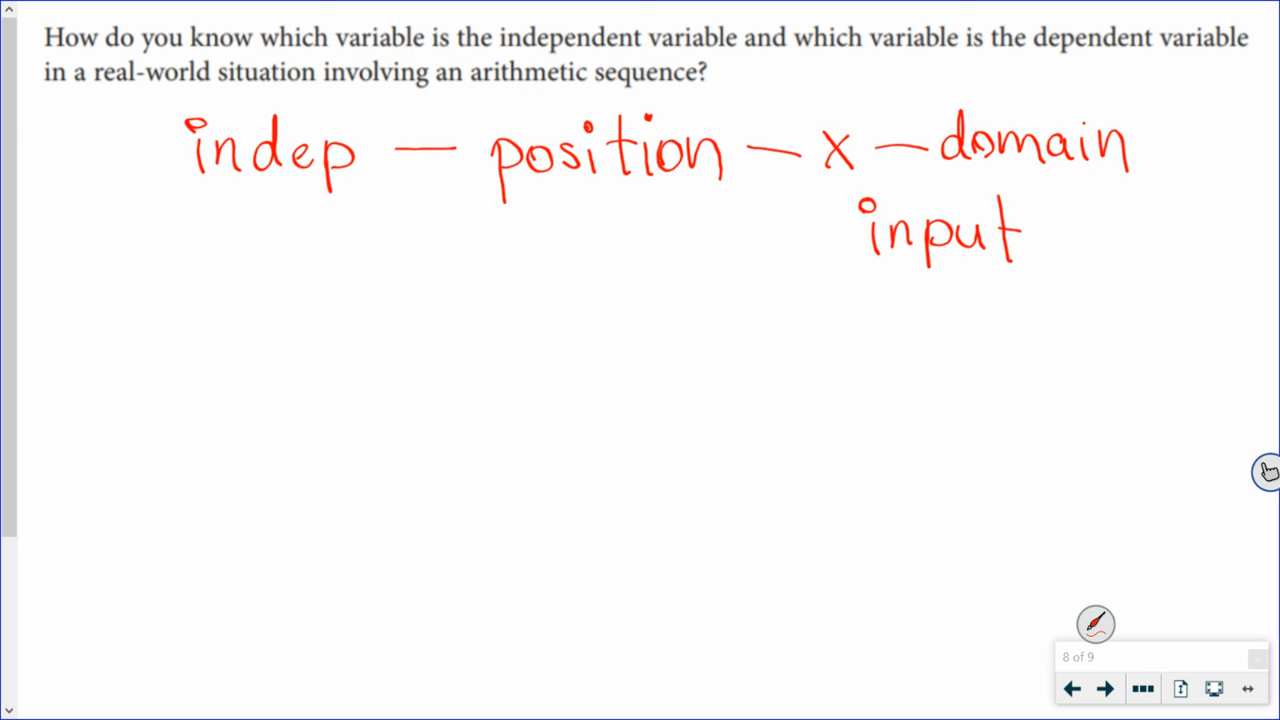 How do you know which variable is the independent variable and which variable is the dependent variable
in a real-world situation involving an arithmetic sequence?
indep — position — x — domain
input
8 of 9